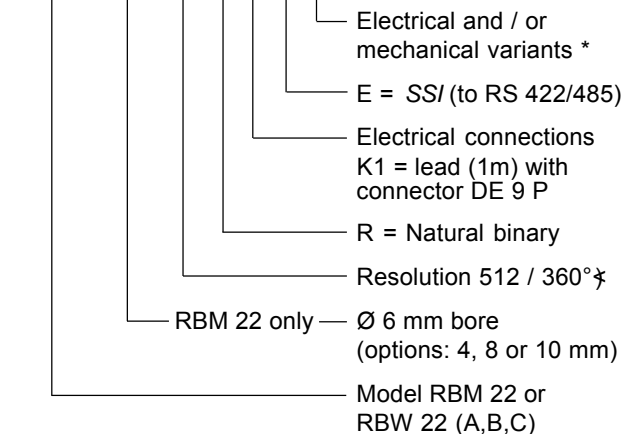 Electrical and / or
mechanical variants *
E = SSI (to RS 422/485)
Electrical connections
K1 = lead (1m) with
connector DE 9 P
R = Natural binary
Resolution 512 / 360°∢
RBM 22 only
Ø 6 mm bore
(options: 4, 8 or 10 mm)
Model RBM 22 or
RBW 22 (A,B,C)